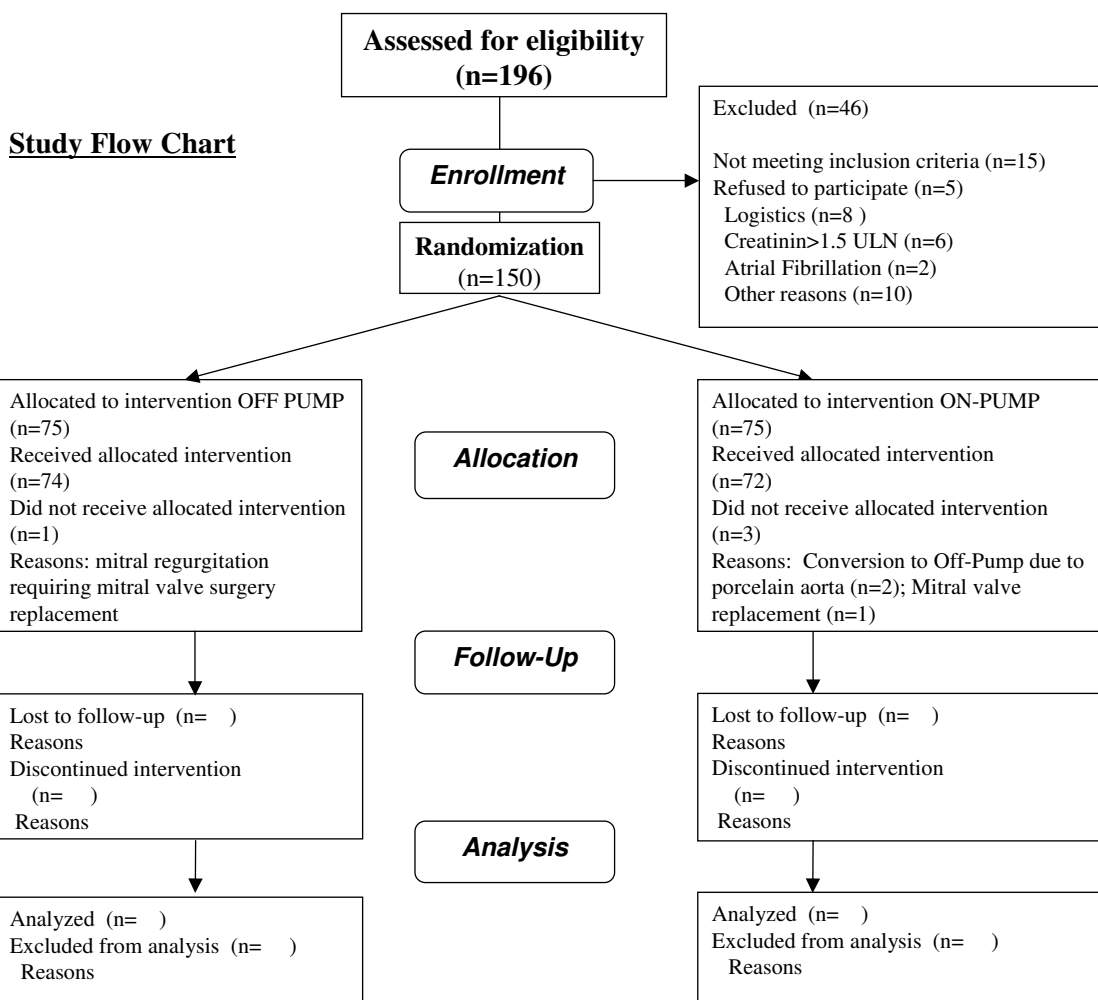 Assessed for eligibility
(n=196)
Study Flow Chart
Enrollment
Excluded (n=46)
Not meeting inclusion criteria (n=15)
Refused to participate (n=5)
Logistics (n=8 )
Creatinin>1.5 ULN (n=6)
Atrial Fibrillation (n=2)
Other reasons (n=10)
Randomization
(n=150)
Allocated to intervention OFF PUMP
(n=75)
Received allocated intervention
(n=74)
Did not receive allocated intervention
(n=1)
Reasons: mitral regurgitation
requiring mitral valve surgery
replacement
Allocation
Allocated to intervention ON-PUMP
(n=75)
Received allocated intervention
(n=72)
Did not receive allocated intervention
(n=3)
Reasons: Conversion to Off-Pump due to
porcelain aorta (n=2); Mitral valve
replacement (n=1)
Follow-Up
Lost to follow-up (n= )
Reasons
Discontinued intervention
(n= )
Reasons
Lost to follow-up (n= )
Reasons
Discontinued intervention
(n= )
Reasons
Analysis
Analyzed (n= )
Excluded from analysis (n= )
Reasons
Analyzed (n= )
Excluded from analysis (n= )
Reasons